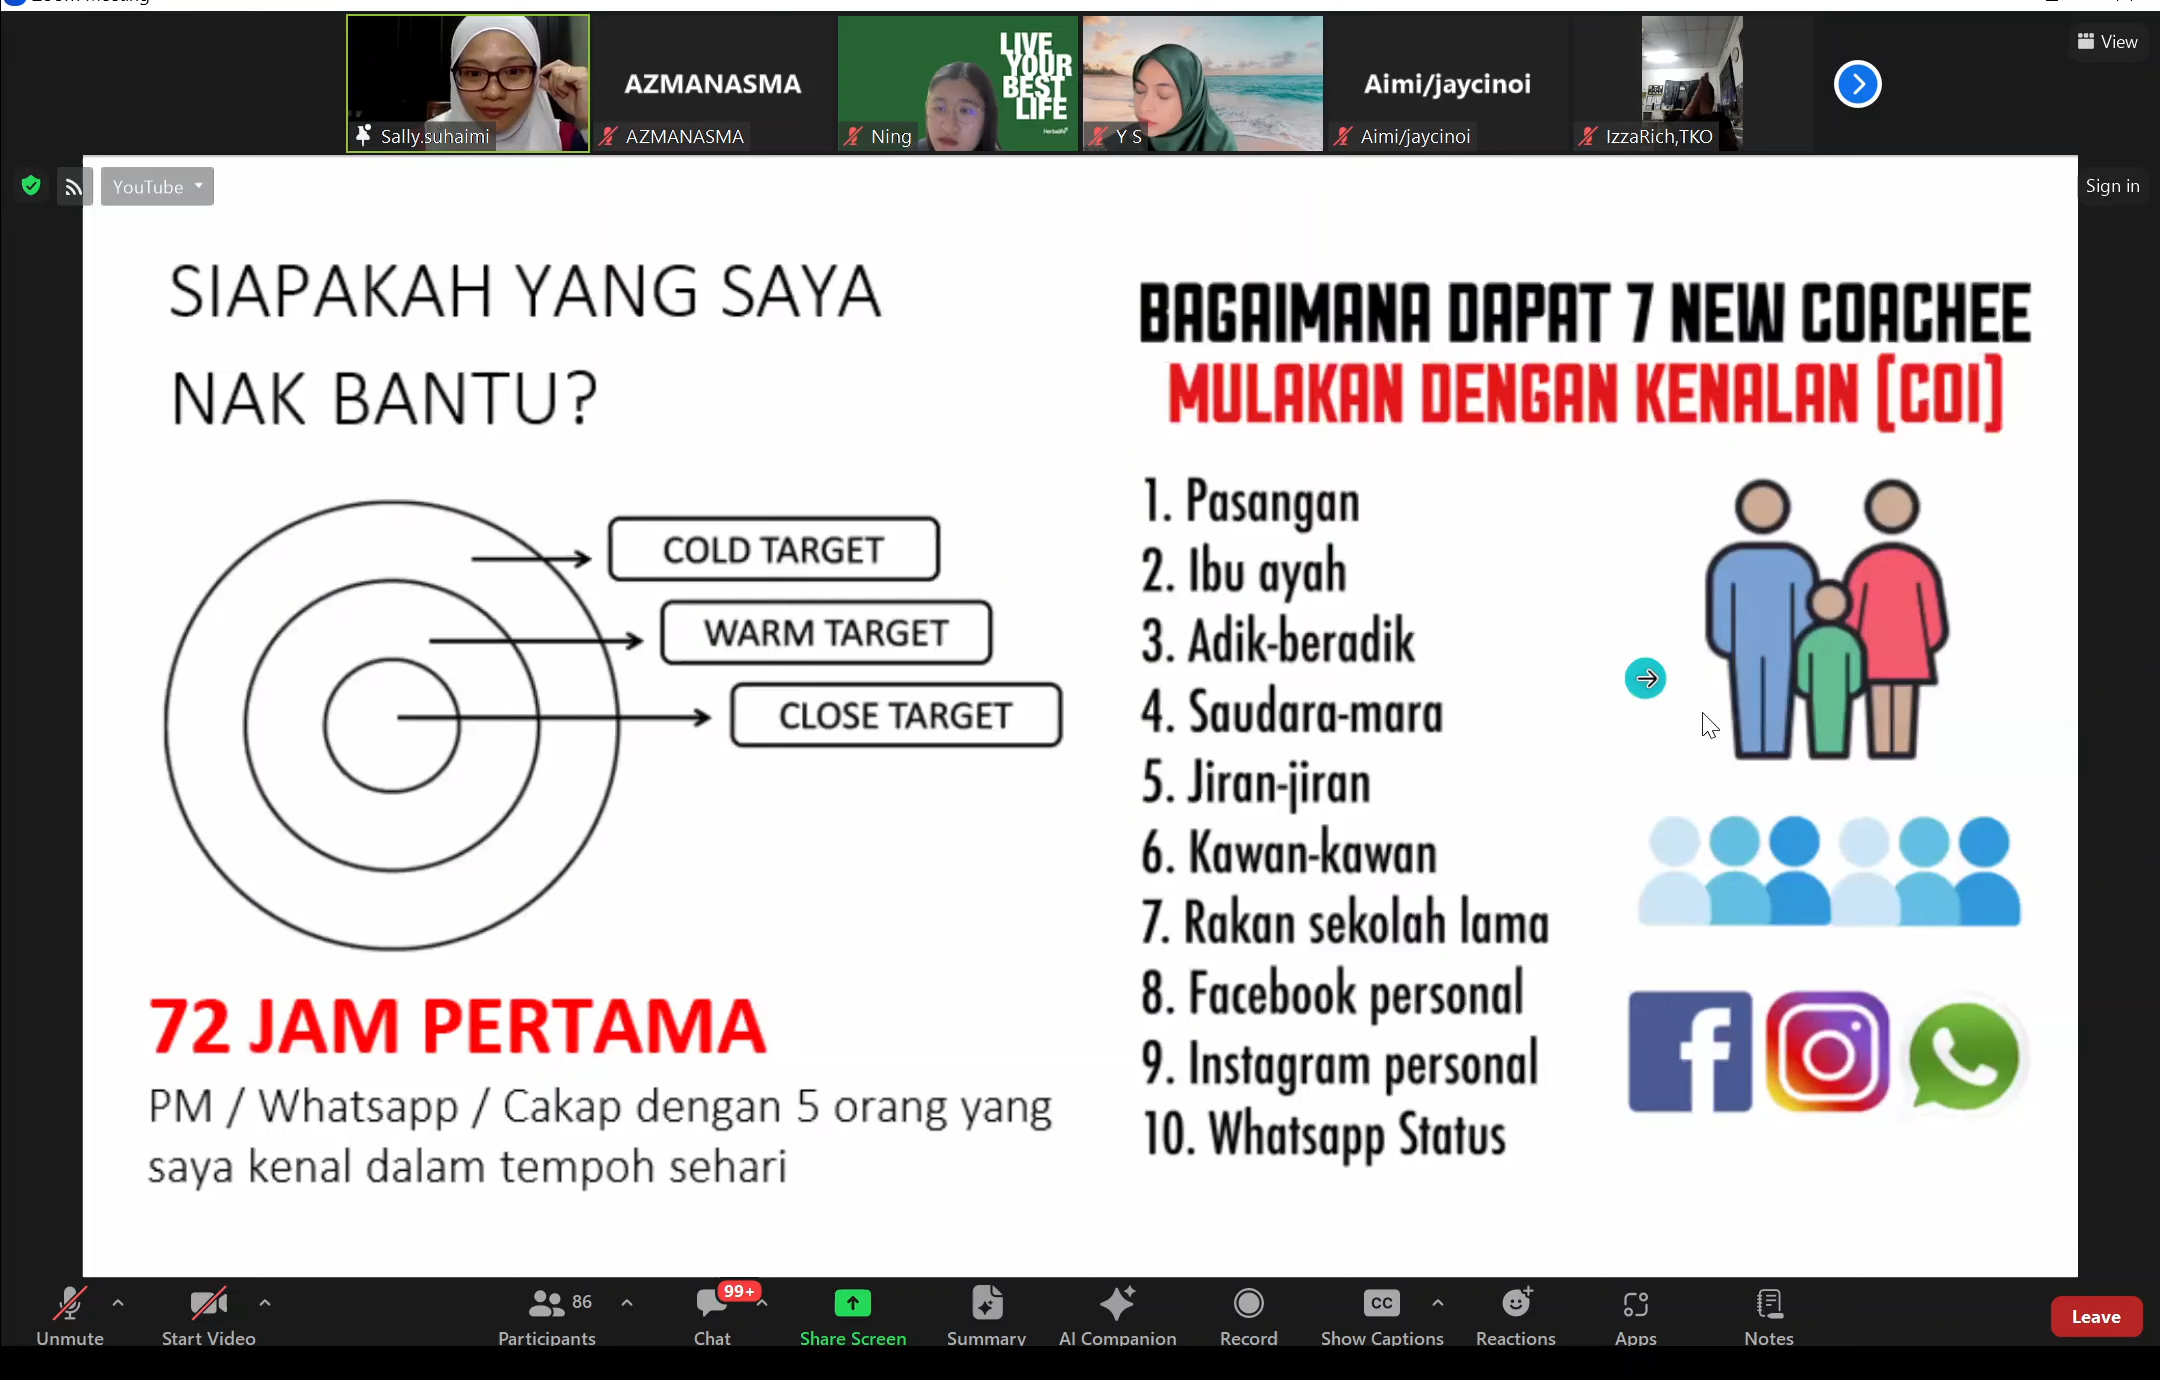 AZMANASMA
LIVE
YOUR
BEST
LIFE
Aimi/jaycinoi
View
Sally.suhaimi
AZMANASMA
Ning
Y S
Aimi/jaycinoi
IzzaRich,TKO
YouTube
Sign in
SIAPAKAH YANG SAYA
NAK BANTU?
COLD TARGET
WARM TARGET
CLOSE TARGET
72 JAM PERTAMA
PM / Whatsapp / Cakap dengan 5 orang yang
saya kenal dalam tempoh sehari
BAGAIMANA DAPAT 7 NEW COACHEE
MULAKAN DENGAN KENALAN (COI)
1. Pasangan
2. Ibu ayah
3. Adik-beradik
4. Saudara-mara
5. Jiran-jiran
6. Kawan-kawan
7. Rakan sekolah lama
8. Facebook personal
9. Instagram personal
10. Whatsapp Status
Unmute
Start Video
86
Participants
99+
Chat
Share Screen
Summary
AI Companion
Record
CC
Show Captions
Reactions
Apps
Notes
Leave